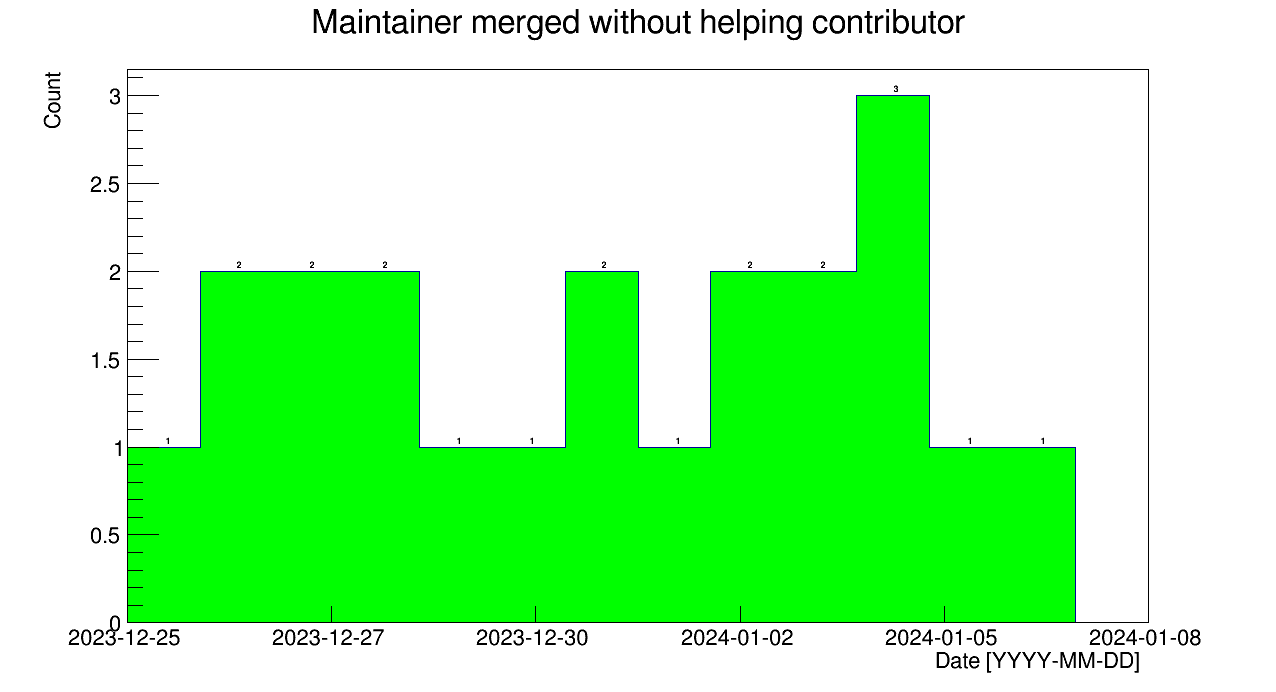 Maintainer merged without helping contributor
Count
3
2.5
2
1.5
1
0.5
0
1 2 2 2 1 1 2 1 2 2 3 1 1
2023-12-25 2023-12-27 2023-12-30 2024-01-02 2024-01-05 2024-01-08
Date [YYYY-MM-DD]